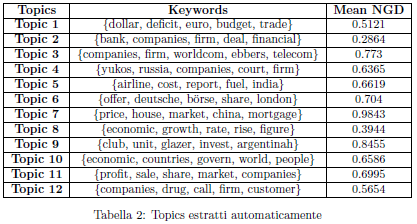 Topics Keywords Mean NGD
Topic 1 {dollar, deficit, euro, budget, trade} 0.5121
Topic 2 {bank, companies, firm, deal, financial} 0.2864
Topic 3 {companies, firm, worldcom, ebbers, telecom} 0.773
Topic 4 {yukos, russia, companies, court, firm} 0.6365
Topic 5 {airline, cost, report, fuel, india} 0.6619
Topic 6 {offer, deutsche, börse, share, london} 0.704
Topic 7 {price, house, market, china, mortgage} 0.9843
Topic 8 {economic, growth, rate, rise, figure} 0.3944
Topic 9 {club, unit, glazer, invest, argentinah} 0.8455
Topic 10 {economic, countries, govern, world, people} 0.6586
Topic 11 {profit, sale, share, market, companies} 0.6995
Topic 12 {companies, drug, call, firm, customer} 0.5654
Tabella 2: Topics estratti automaticamente